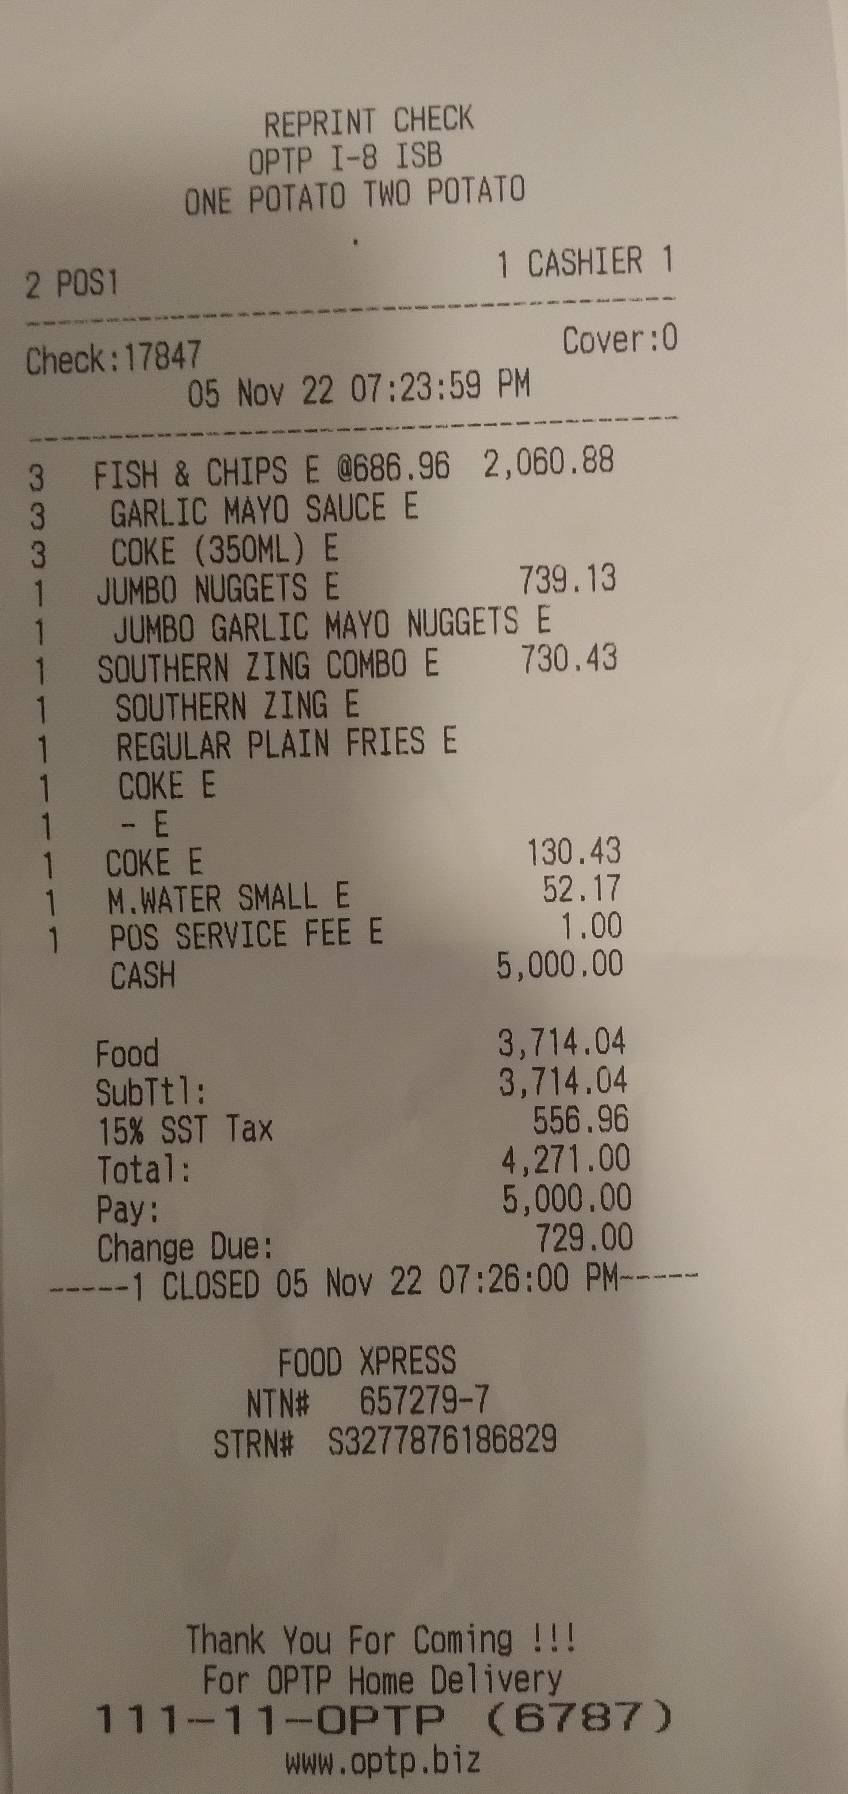 REPRINT CHECK
OPTP I-8 ISB
ONE POTATO TWO POTATO
2 POS1 1 CASHIER 1
Check:17847 Cover:0
05 Nov 22 07:23:59 PM
3 FISH & CHIPS E @686.96 2,060.88
3 GARLIC MAYO SAUCE E
3 COKE (350ML) E
1 JUMBO NUGGETS E 739.13
1 JUMBO GARLIC MAYO NUGGETS E
1 SOUTHERN ZING COMBO E 730.43
1 SOUTHERN ZING E
1 REGULAR PLAIN FRIES E
1 COKE E
1 - E
1 COKE E 130.43
1 M.WATER SMALL E 52.17
1 POS SERVICE FEE E 1.00
CASH 5,000.00
Food 3,714.04
SubTtl: 3,714.04
15% SST Tax 556.96
Total: 4,271.00
Pay: 5,000.00
Change Due: 729.00
-----1 CLOSED 05 Nov 22 07:26:00 PM-----
FOOD XPRESS
NTN# 657279-7
STRN# S3277876186829
Thank You For Coming !!!
For OPTP Home Delivery
111-11-OPTP (6787)
www.optp.biz